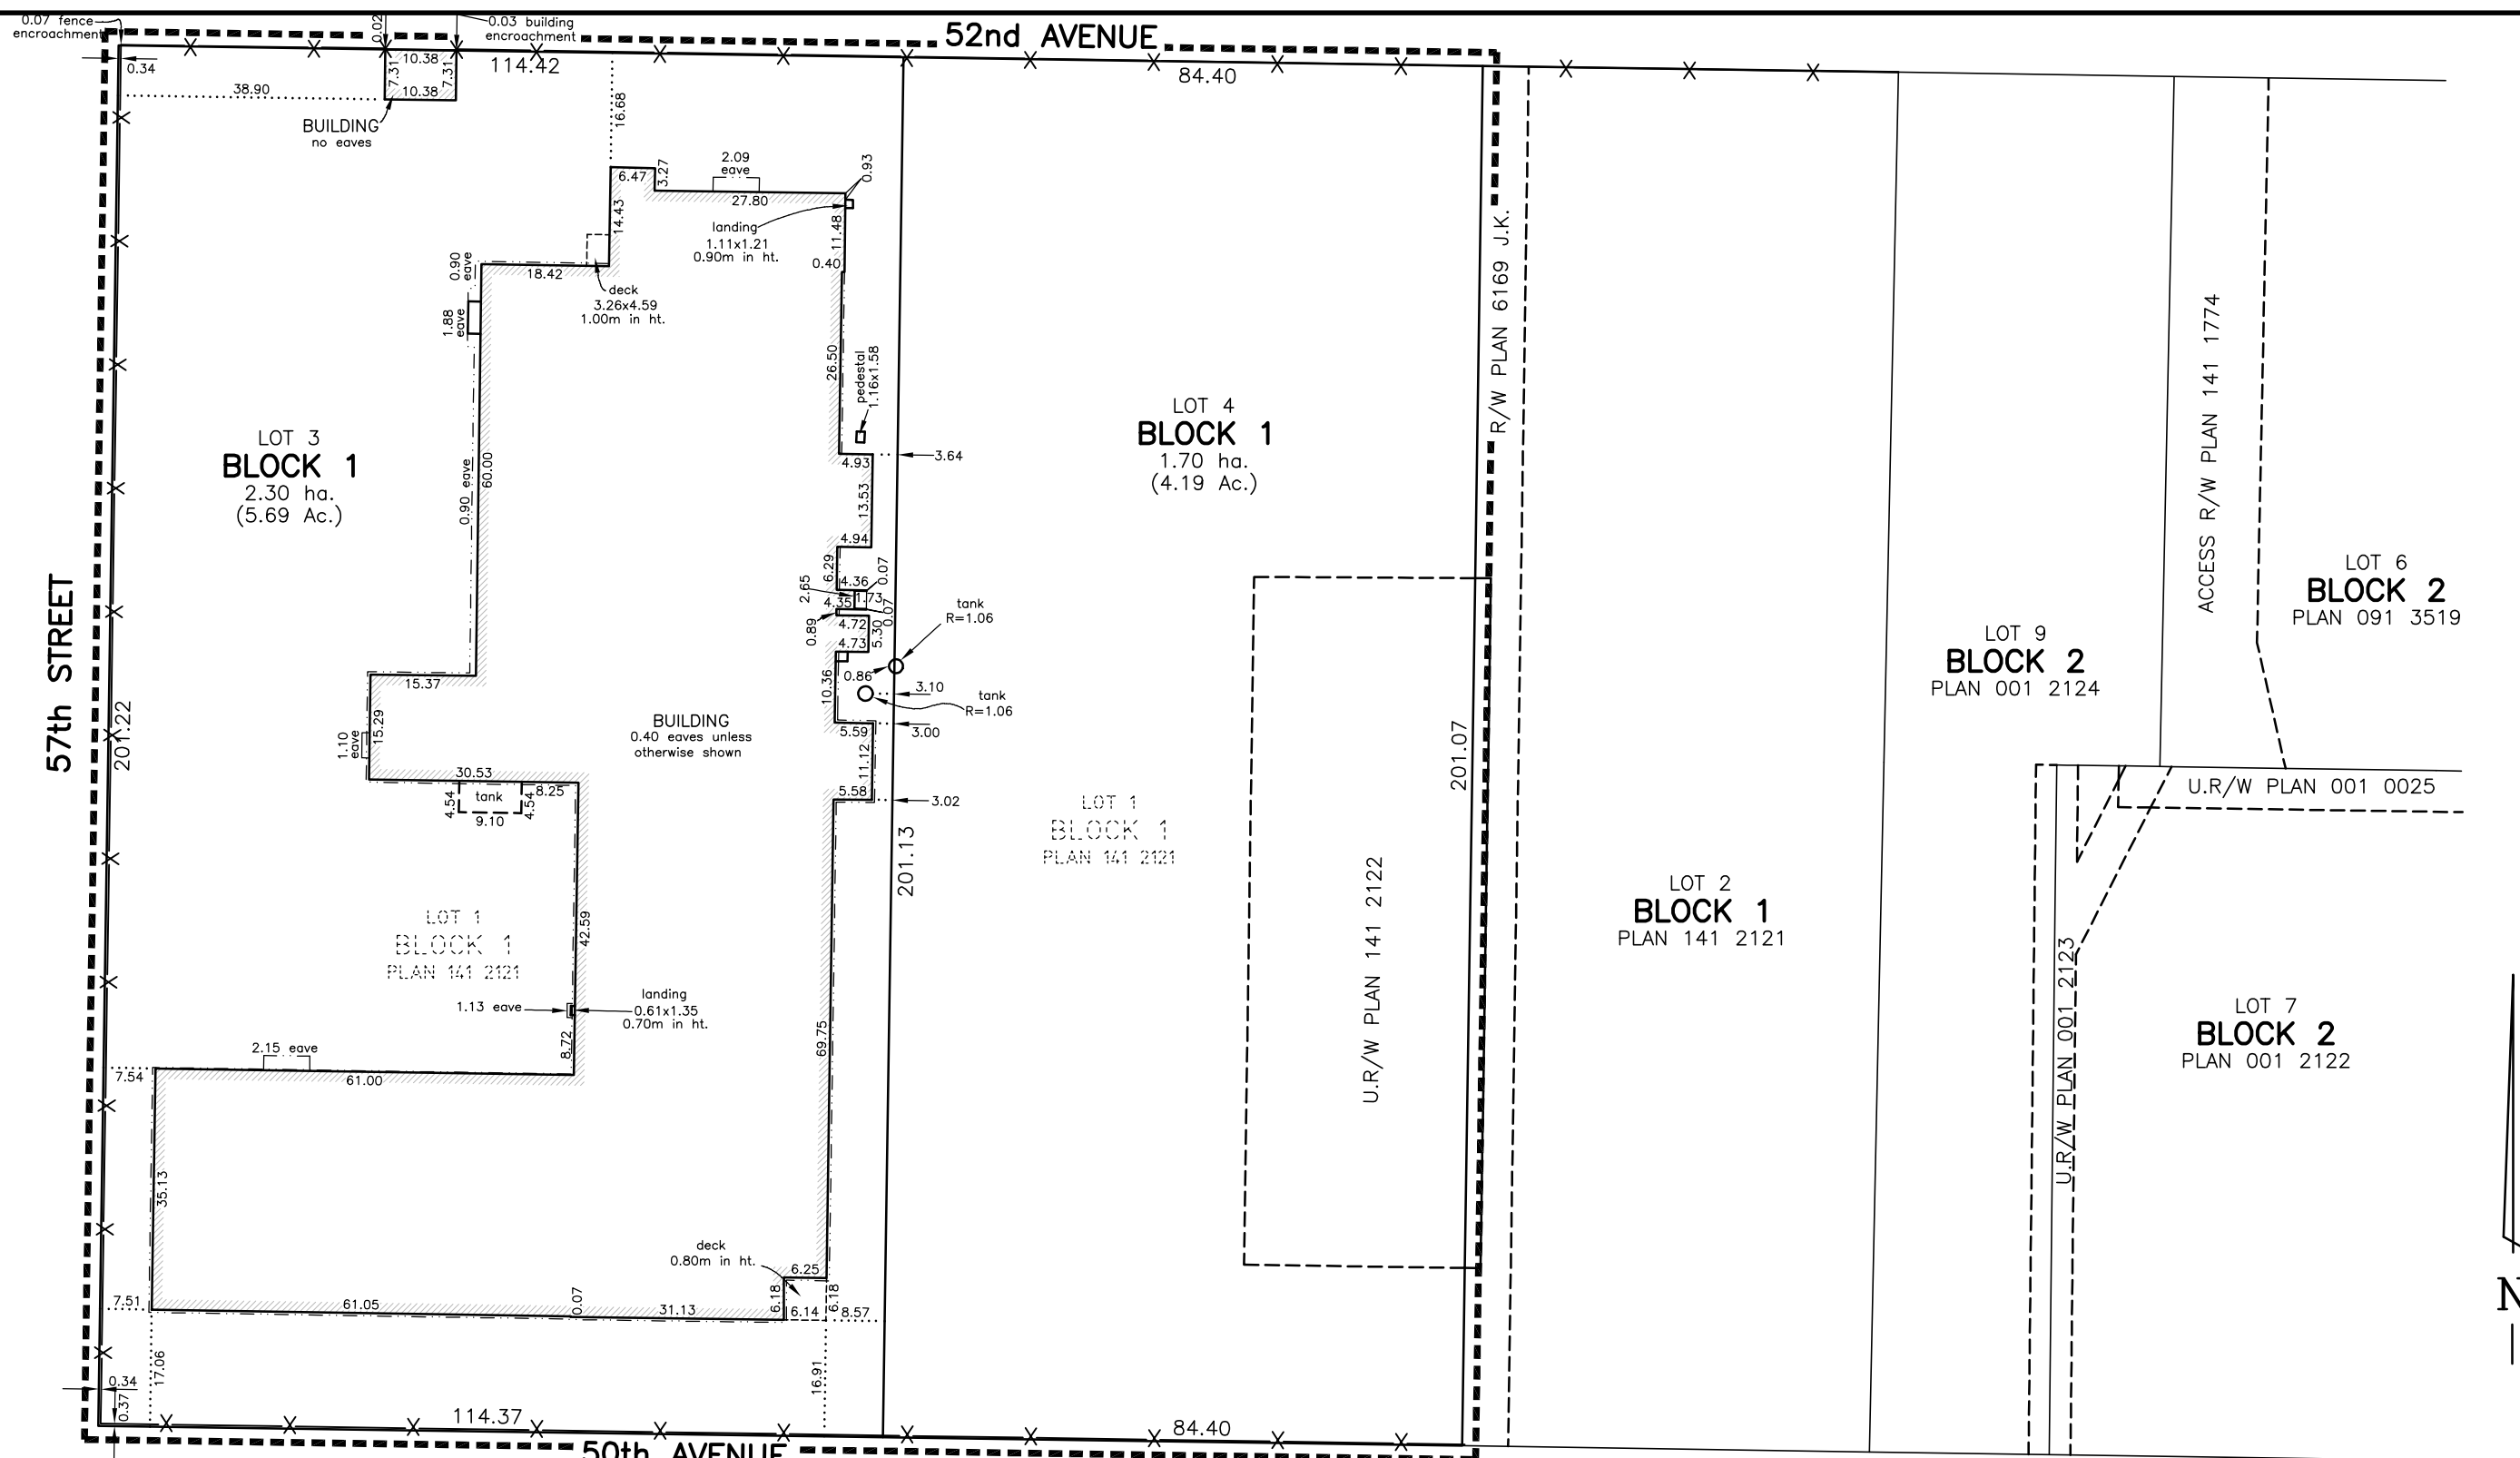 0.07 fence
encroachment
0.02
0.03 building
encroachment
52nd AVENUE
0.34
10.38
7.31
7.31
114.42
84.40
38.90
10.38
16.68
BUILDING
no eaves
6.47
3.27
2.09
eave
0.93
27.80
14.43
landing
1.11x1.21
0.90m in ht.
11.48
0.40
0.90
eave
18.42
deck
3.26x4.59
1.00m in ht.
1.88
eave
26.50
pedestal
1.16x1.58
R/W PLAN 6169 J.K.
ACCESS R/W PLAN 141 1774
LOT 3
BLOCK 1
2.30 ha.
(5.69 Ac.)
0.90 eave
60.00
LOT 4
BLOCK 1
1.70 ha.
(4.19 Ac.)
4.93
3.64
13.53
4.94
6.29
4.36
0.07
2.65
1.73
4.35
0.07
0.89
4.72
5.30
4.73
tank
R=1.06
0.86
10.36
3.10
tank
R=1.06
5.59
3.00
11.12
5.58
3.02
LOT 6
BLOCK 2
PLAN 091 3519
LOT 9
BLOCK 2
PLAN 001 2124
57th STREET
201.22
15.37
15.29
1.10
eave
BUILDING
0.40 eaves unless
otherwise shown
30.53
8.25
tank
4.54
4.54
9.10
201.07
U.R/W PLAN 001 0025
LOT 1
BLOCK 1
PLAN 141 2121
201.13
U.R/W PLAN 141 2122
LOT 2
BLOCK 1
PLAN 141 2121
LOT 1
BLOCK 1
PLAN 141 2121
42.59
1.13 eave
landing
0.61x1.35
0.70m in ht.
8.72
69.75
U.R/W PLAN 001 2123
LOT 7
BLOCK 2
PLAN 001 2122
2.15 eave
7.54
61.00
35.13
deck
0.80m in ht.
6.25
6.18
6.18
6.14
8.57
7.51
61.05
0.07
31.13
17.06
16.91
0.34
0.37
114.37
84.40
50th AVENUE
N